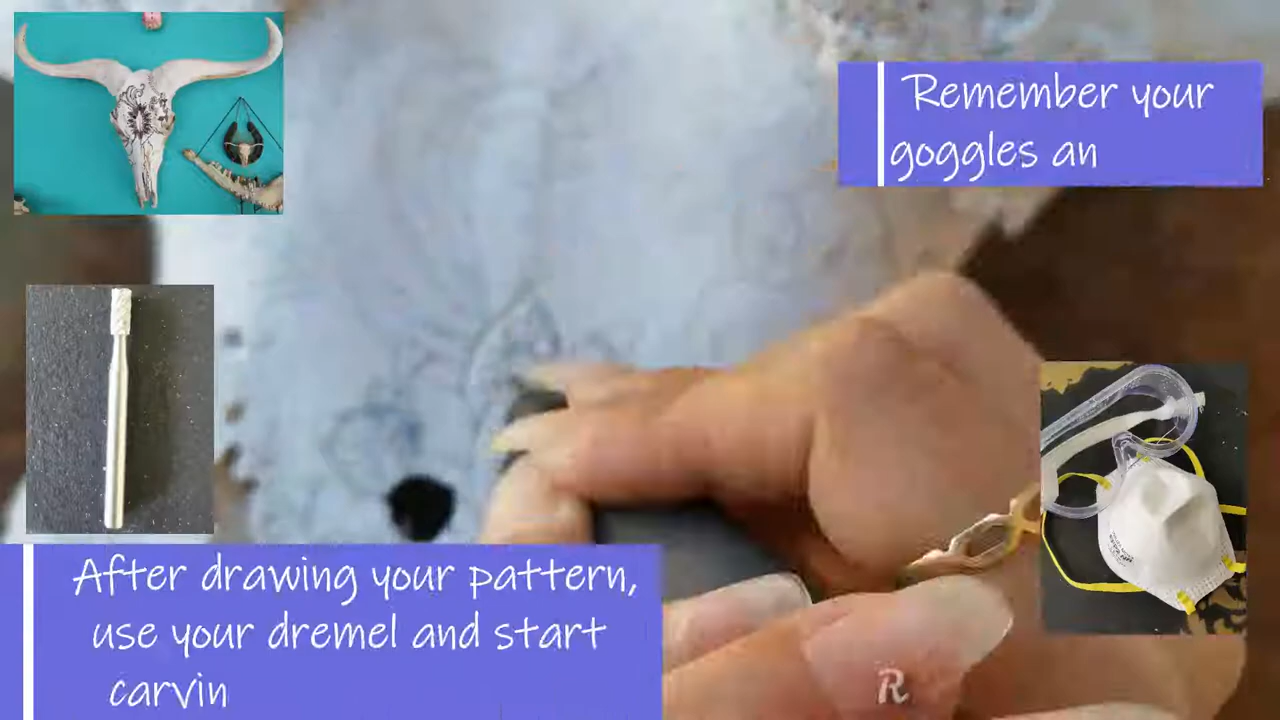 Remember your
goggles an
After drawing your pattern,
use your dremel and start
carvin
R